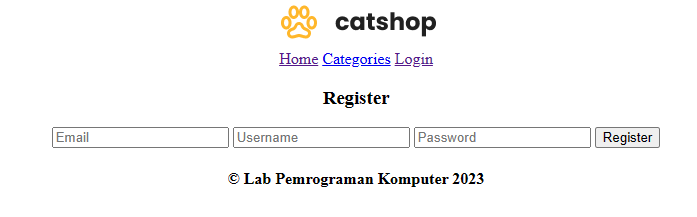 catshop
Home Categories Login
Register
Email Username Password Register
© Lab Pemrograman Komputer 2023